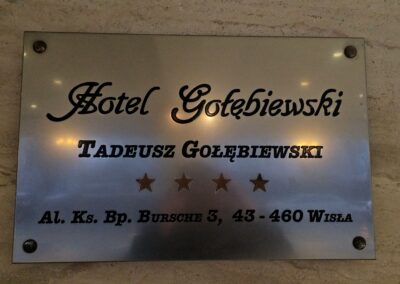 Hotel Gołębiewski
TADEUSZ GOŁĘBIEWSKI
AL. KS. BP. BURSCHE 3, 43-460 WISŁA